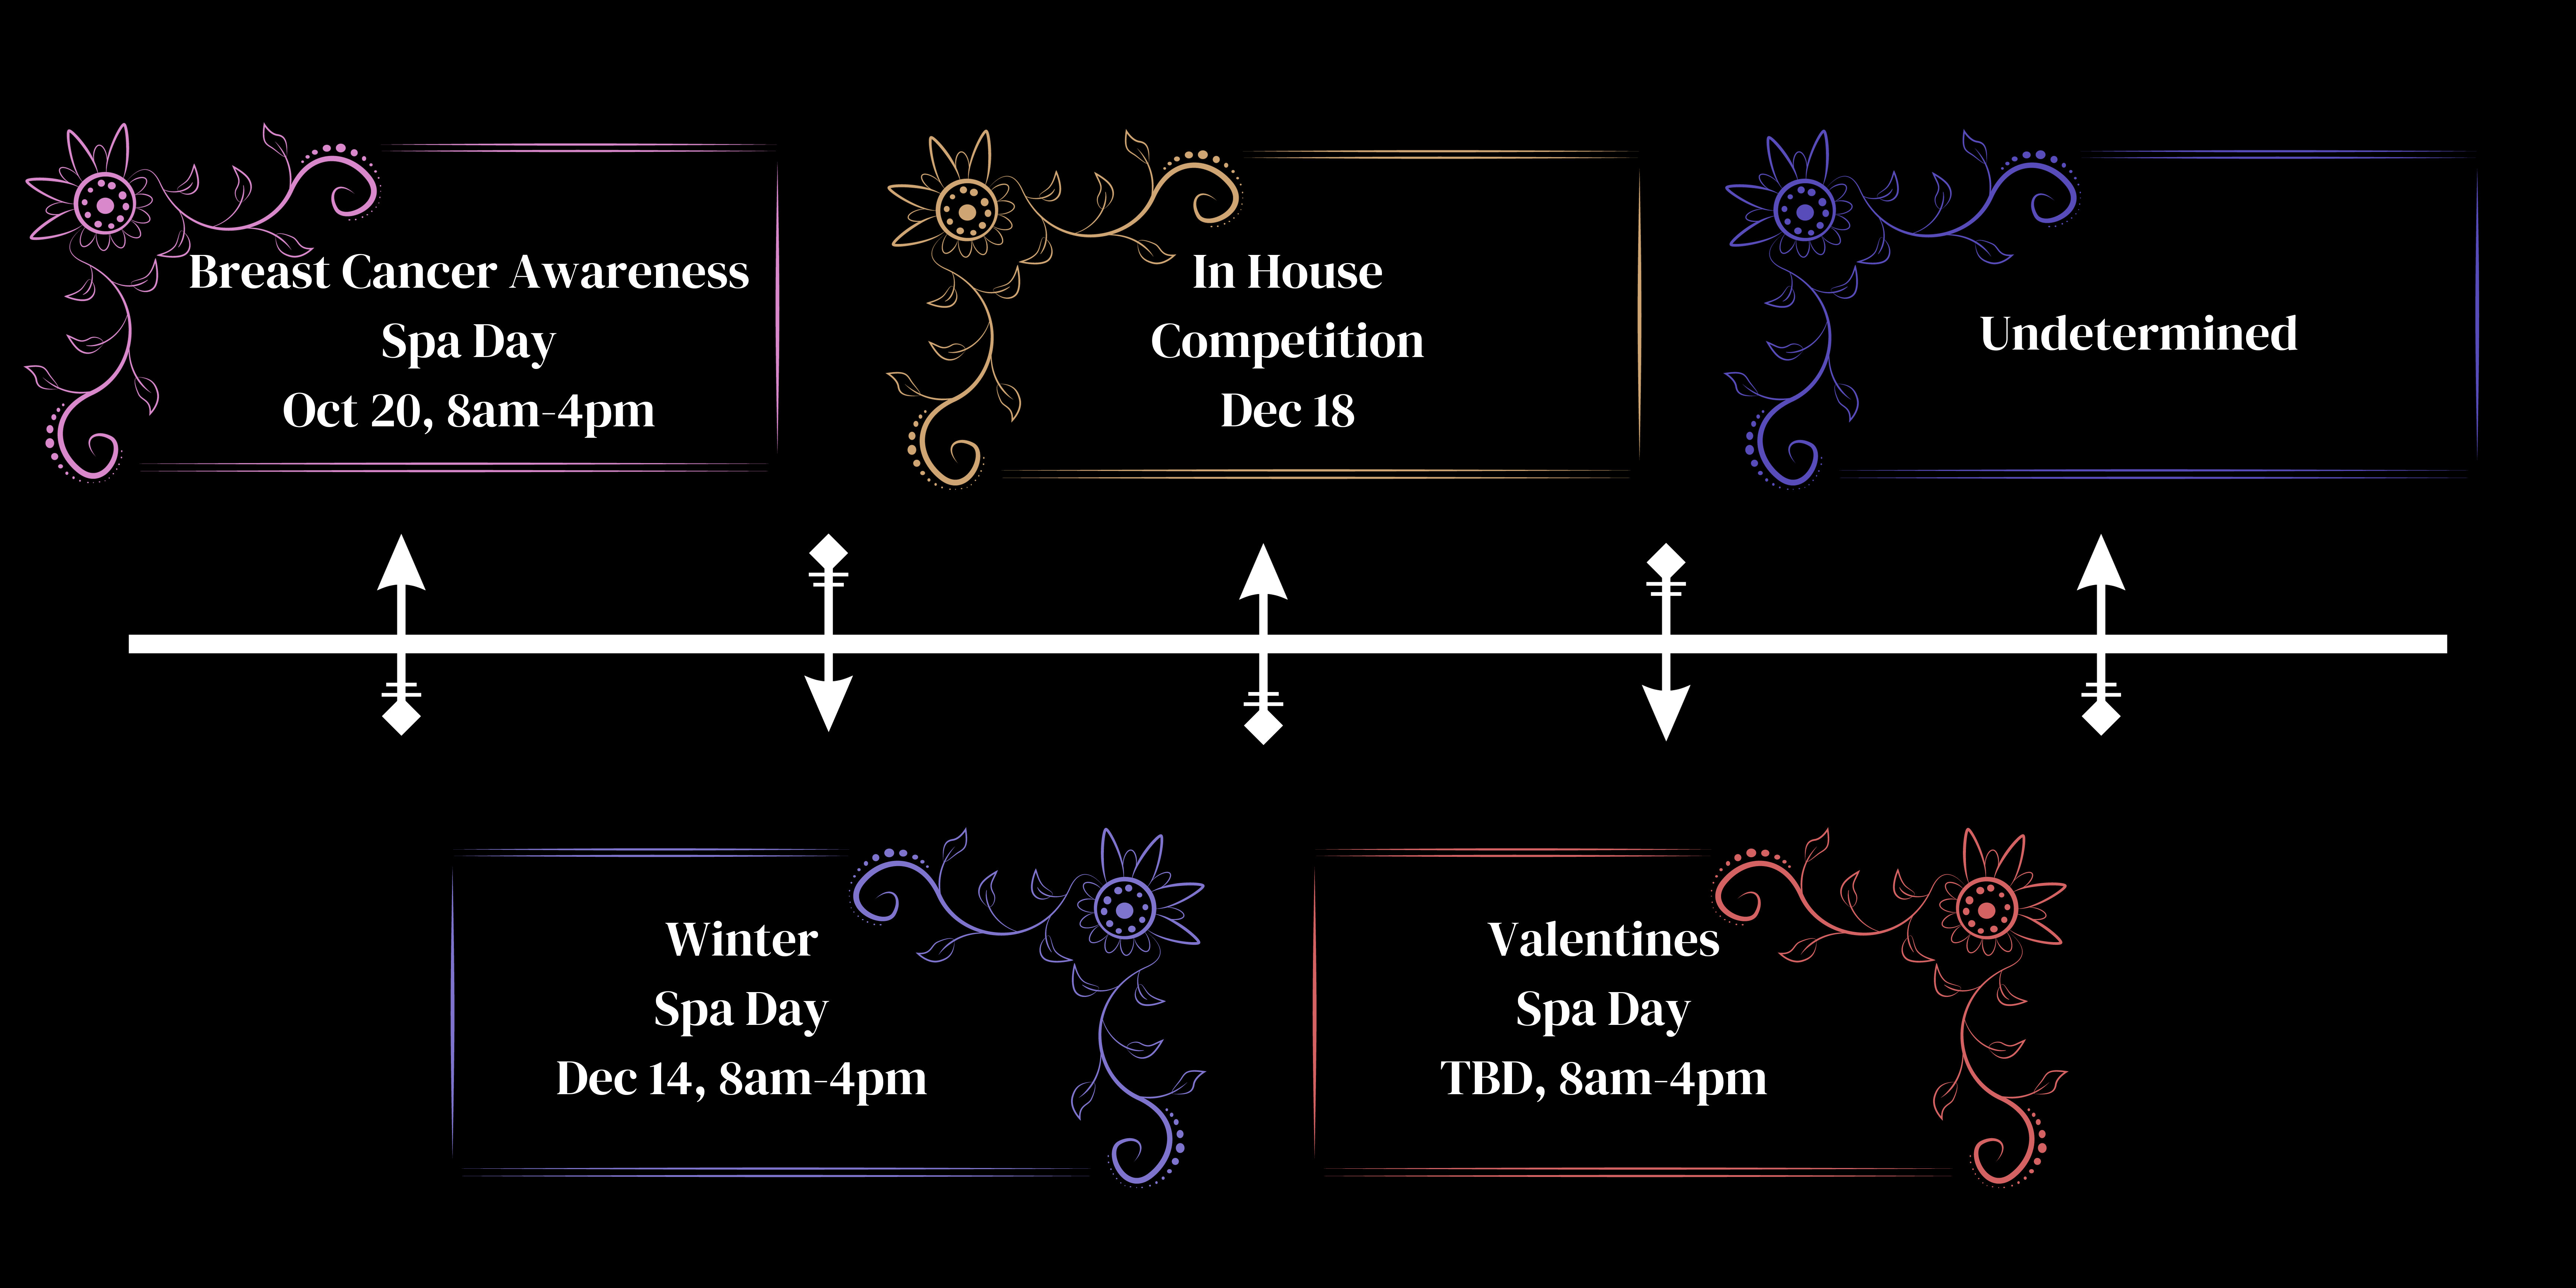 Breast Cancer Awareness
Spa Day
Oct 20, 8am-4pm
In House
Competition
Dec 18
Undetermined
Winter
Spa Day
Dec 14, 8am-4pm
Valentines
Spa Day
TBD, 8am-4pm